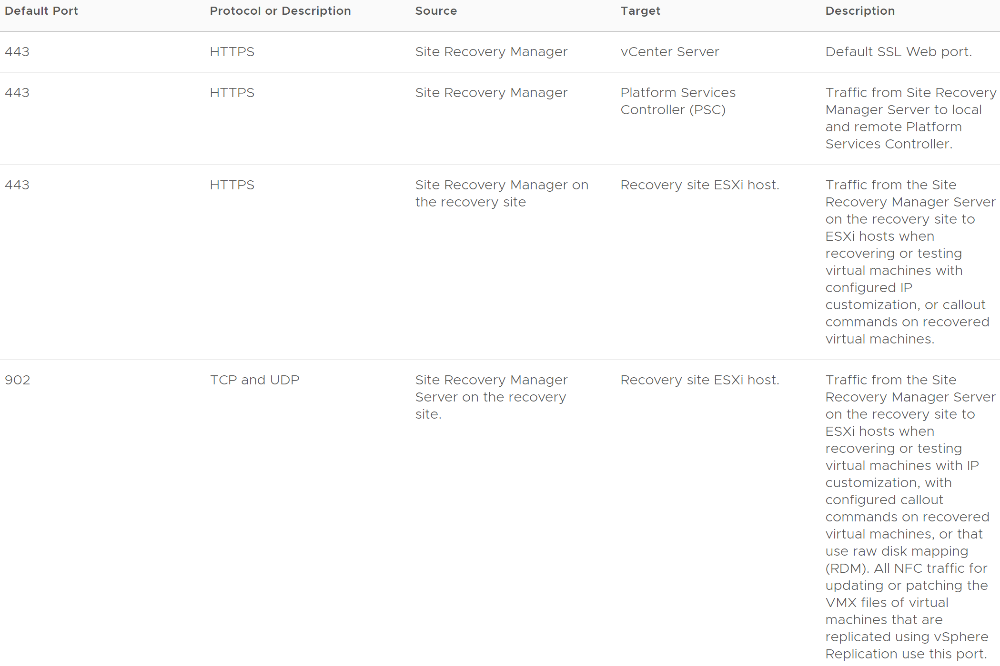 Default Port
Protocol or Description
Source
Target
Description
443
HTTPS
Site Recovery Manager
vCenter Server
Default SSL Web port.
443
HTTPS
Site Recovery Manager
Platform Services
Controller (PSC)
Traffic from Site Recovery
Manager Server to local
and remote Platform
Services Controller.
443
HTTPS
Site Recovery Manager on
the recovery site
Recovery site ESXi host.
Traffic from the Site
Recovery Manager Server
on the recovery site to
ESXi hosts when
recovering or testing
virtual machines with
configured IP
customization, or callout
commands on recovered
virtual machines.
902
TCP and UDP
Site Recovery Manager
Server on the recovery
site.
Recovery site ESXi host.
Traffic from the Site
Recovery Manager Server
on the recovery site to
ESXi hosts when
recovering or testing
virtual machines with IP
customization, with
configured callout
commands on recovered
virtual machines, or that
use raw disk mapping
(RDM). All NFC traffic for
updating or patching the
VMX files of virtual
machines that are
replicated using vSphere
Replication use this port.